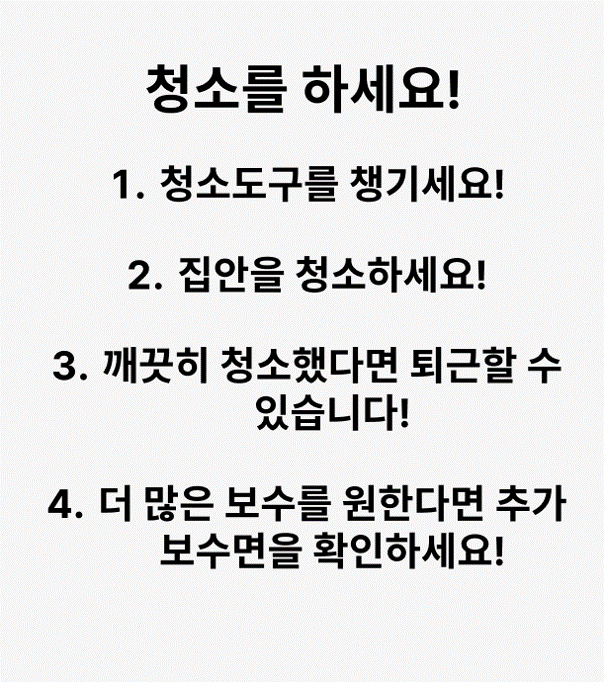 청소를 하세요!
1. 청소도구를 챙기세요!
2. 집안을 청소하세요!
3. 깨끗히 청소했다면 퇴근할 수
있습니다!
4. 더 많은 보수를 원한다면 추가
보수면을 확인하세요!